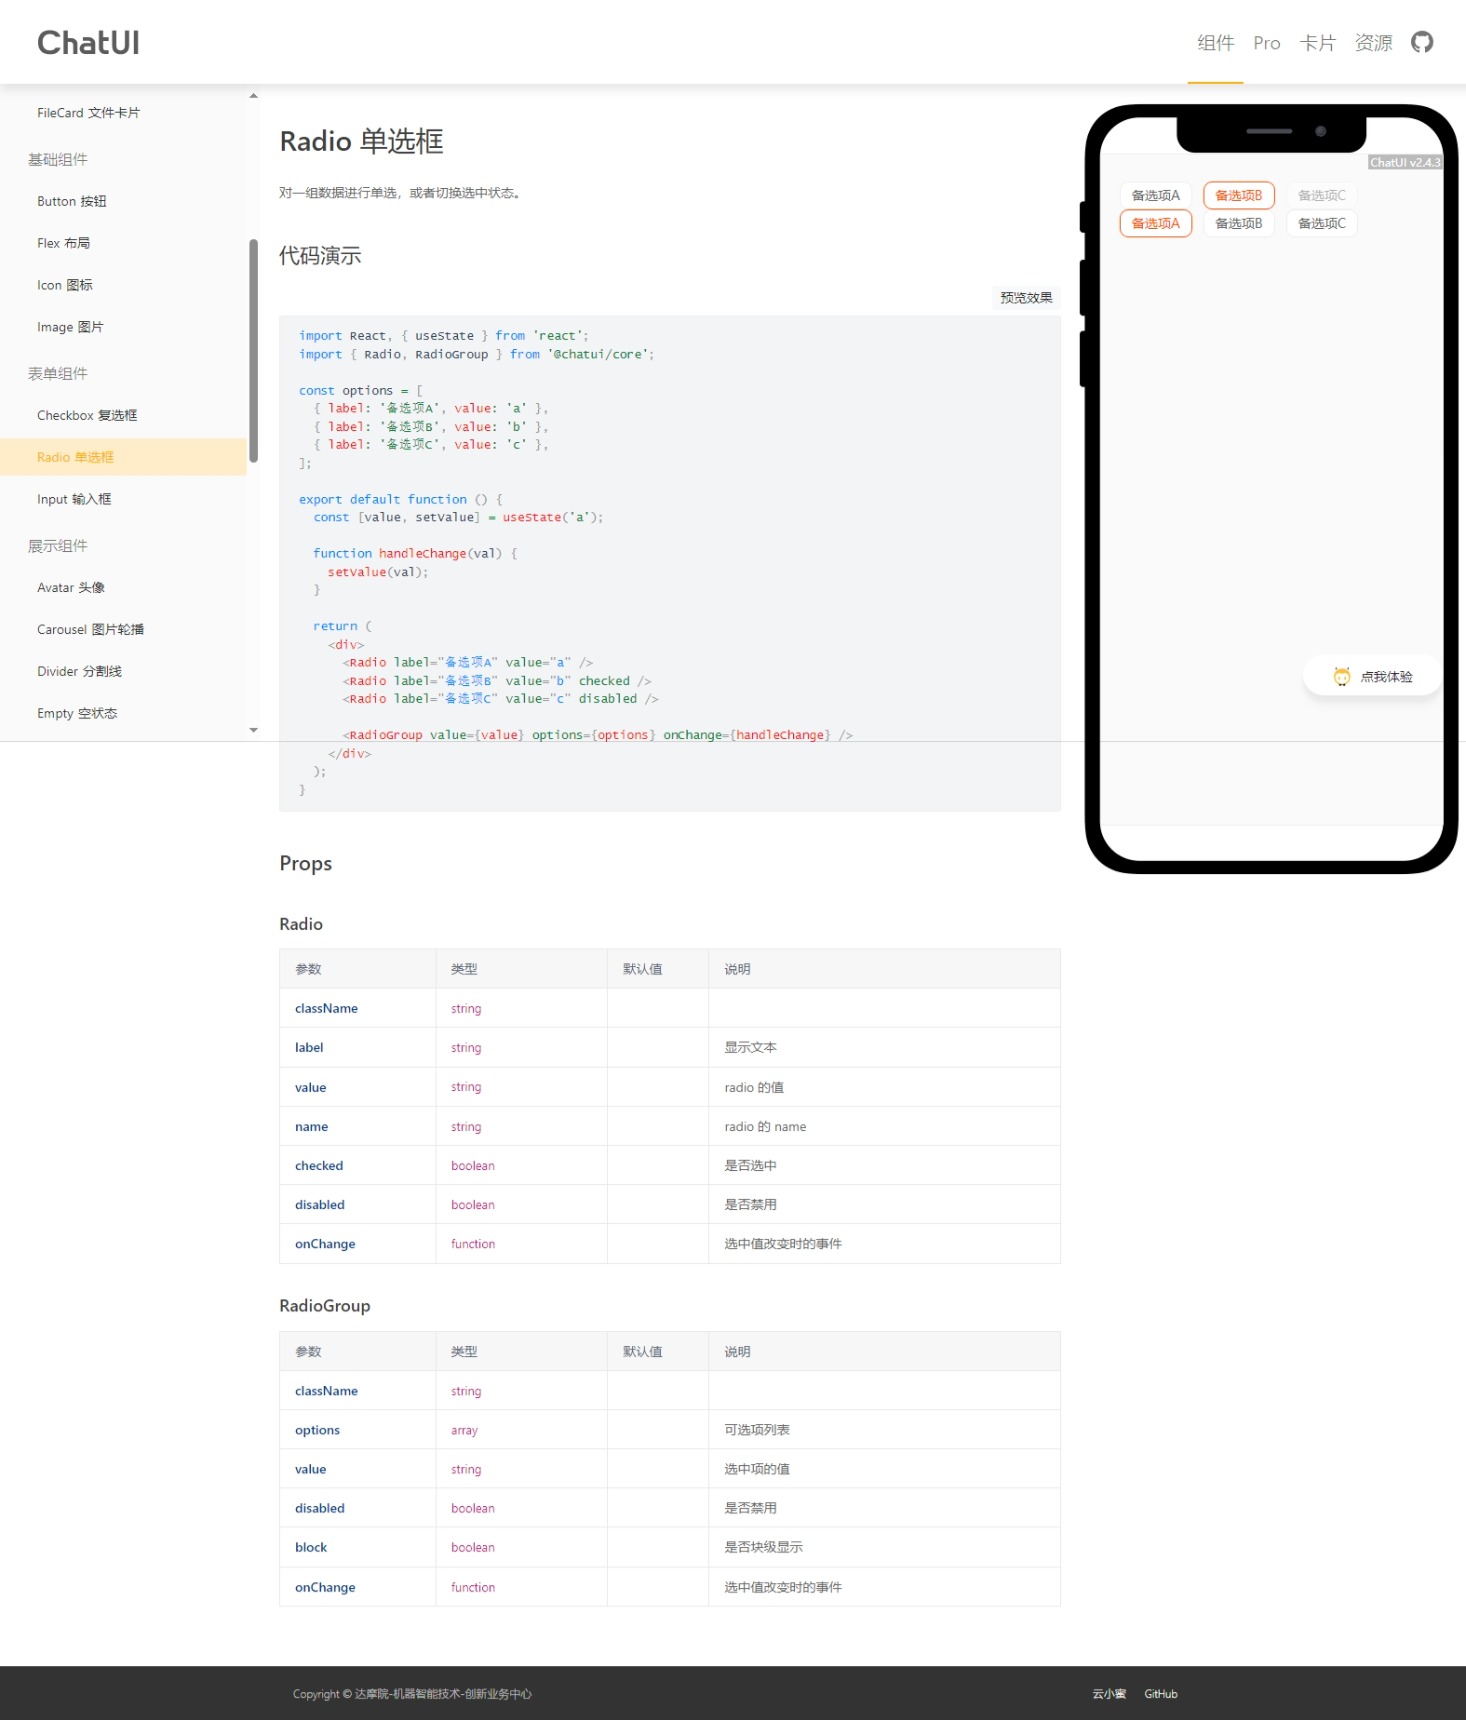 ChatUI
组件
Pro
卡片
资源
FileCard 文件卡片
基础组件
Button 按钮
Flex 布局
Icon 图标
Image 图片
表单组件
Checkbox 复选框
Radio 单选框
Input 输入框
展示组件
Avatar 头像
Carousel 图片轮播
Divider 分割线
Empty 空状态
Radio 单选框
对一组数据进行单选，或者切换选中状态。
代码演示
预览效果
import React, { useState } from 'react';
import { Radio, RadioGroup } from '@chatui/core';
const options = [
{ label: '备选项A', value: 'a' },
{ label: '备选项B', value: 'b' },
{ label: '备选项C', value: 'c' },
];
export default function () {
const [value, setValue] = useState('a');
function handleChange(val) {
setValue(val);
}
return (
<div>
<Radio label="备选项A" value="a" />
<Radio label="备选项B" value="b" checked />
<Radio label="备选项C" value="c" disabled />
<RadioGroup value={value} options={options} onChange={handleChange} />
</div>
);
}
ChatUI v2.4.3
备选项A 备选项B 备选项C
备选项A 备选项B 备选项C
点我体验
Props
Radio
参数 类型 默认值 说明
className string
label string 显示文本
value string radio 的值
name string radio 的 name
checked boolean 是否选中
disabled boolean 是否禁用
onChange function 选中值改变时的事件
RadioGroup
参数 类型 默认值 说明
className string
options array 可选项列表
value string 选中项的值
disabled boolean 是否禁用
block boolean 是否块级显示
onChange function 选中值改变时的事件
Copyright © 达摩院-机器智能技术-创新业务中心
云小蜜 GitHub